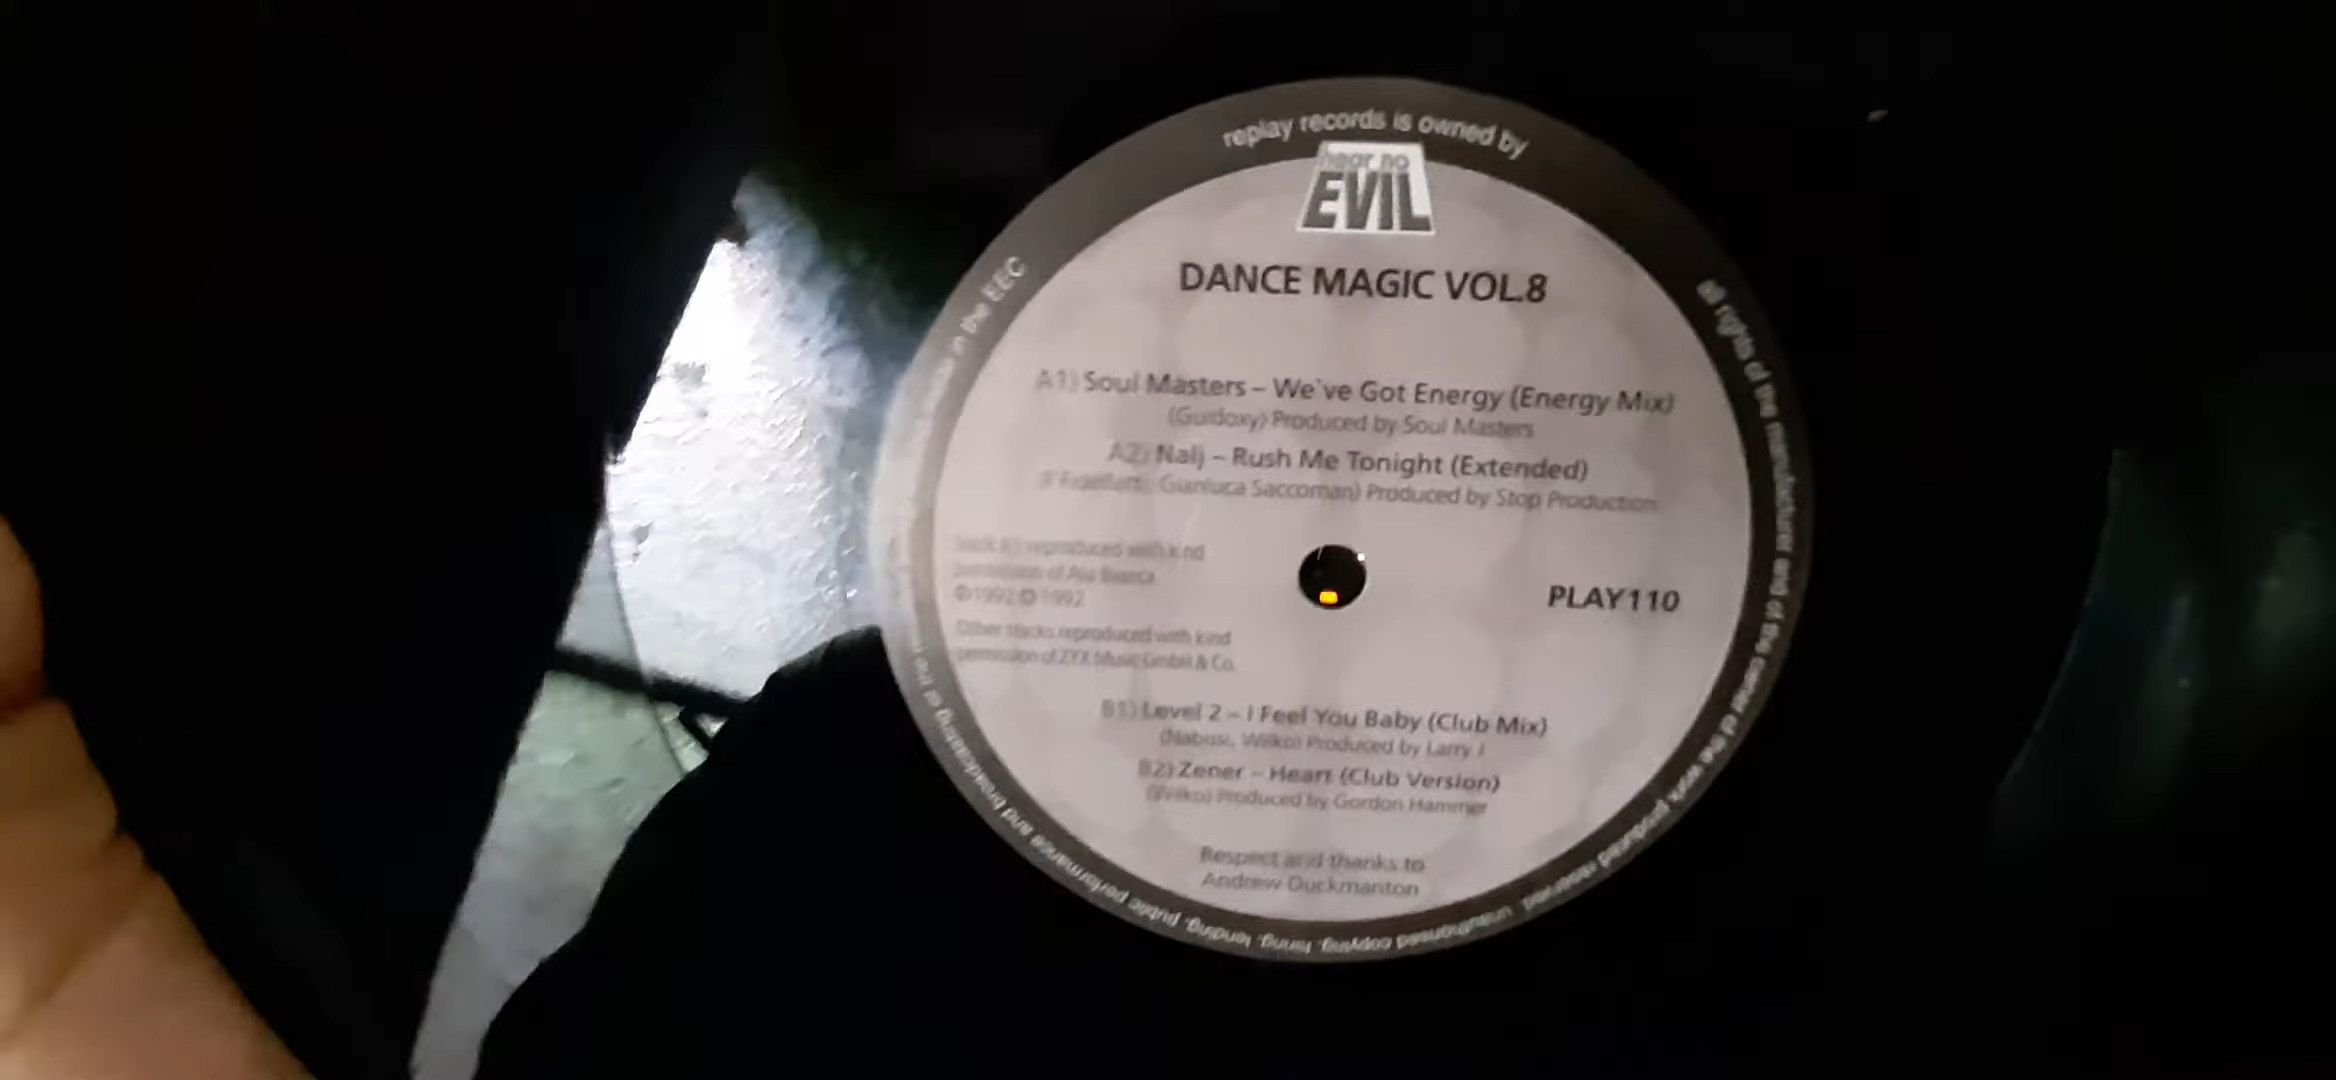 replay records is owned by
hear no
EVIL
DANCE MAGIC VOL.8
A1) Soul Masters – We`ve Got Energy (Energy Mix)
(Guidoxy) Produced by Soul Masters
A2) Nalj – Rush Me Tonight (Extended)
Gianluca Saccoman) Produced by Stop Production
track A1 reproduced with kind
permission of
℗1992 © 1992
Other tracks reproduced with kind
permission of ZYX Music GmbH & Co.
PLAY110
B1) Level 2 – I Feel You Baby (Club Mix)
Wilko) Produced by Larry J
B2) Zener – Heart (Club Version)
(Wilko) Produced by Gordon Hammer
Respect and thanks to
Andrew Duckmanton
all rights of the manufacturer and of the owner of the work produced reserved. unauthorised copying, hiring, lending, public performance and broadcasting of the
in the EEC